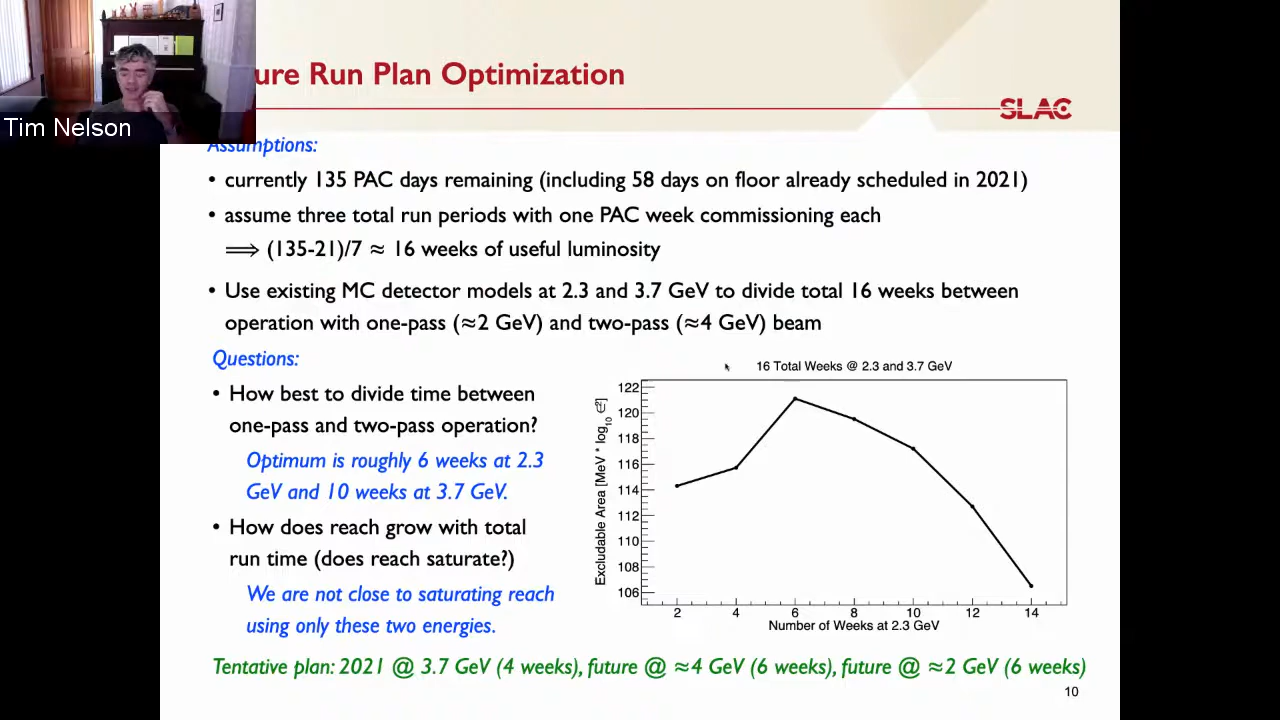 ure Run Plan Optimization
SLAC
Tim Nelson
Assumptions:
• currently 135 PAC days remaining (including 58 days on floor already scheduled in 2021)
• assume three total run periods with one PAC week commissioning each
⟹ (135-21)/7 ≈ 16 weeks of useful luminosity
• Use existing MC detector models at 2.3 and 3.7 GeV to divide total 16 weeks between
operation with one-pass (≈2 GeV) and two-pass (≈4 GeV) beam
Questions:
• How best to divide time between
one-pass and two-pass operation?
Optimum is roughly 6 weeks at 2.3
GeV and 10 weeks at 3.7 GeV.
• How does reach grow with total
run time (does reach saturate?)
We are not close to saturating reach
using only these two energies.
16 Total Weeks @ 2.3 and 3.7 GeV
Excludable Area [MeV * log₁₀ ∈²]
122
120
118
116
114
112
110
108
106
2 4 6 8 10 12 14
Number of Weeks at 2.3 GeV
Tentative plan: 2021 @ 3.7 GeV (4 weeks), future @ ≈4 GeV (6 weeks), future @ ≈2 GeV (6 weeks)
10